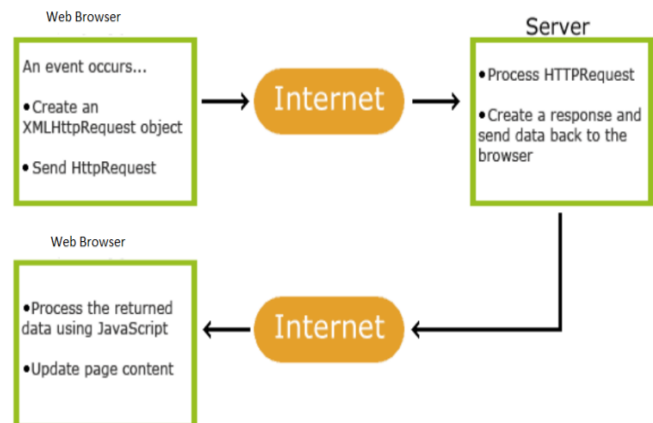 Web Browser
An event occurs...
•Create an
XMLHttpRequest object
•Send HttpRequest
Internet
Server
•Process HTTPRequest
•Create a response and
send data back to the
browser
Web Browser
•Process the returned
data using JavaScript
•Update page content
Internet